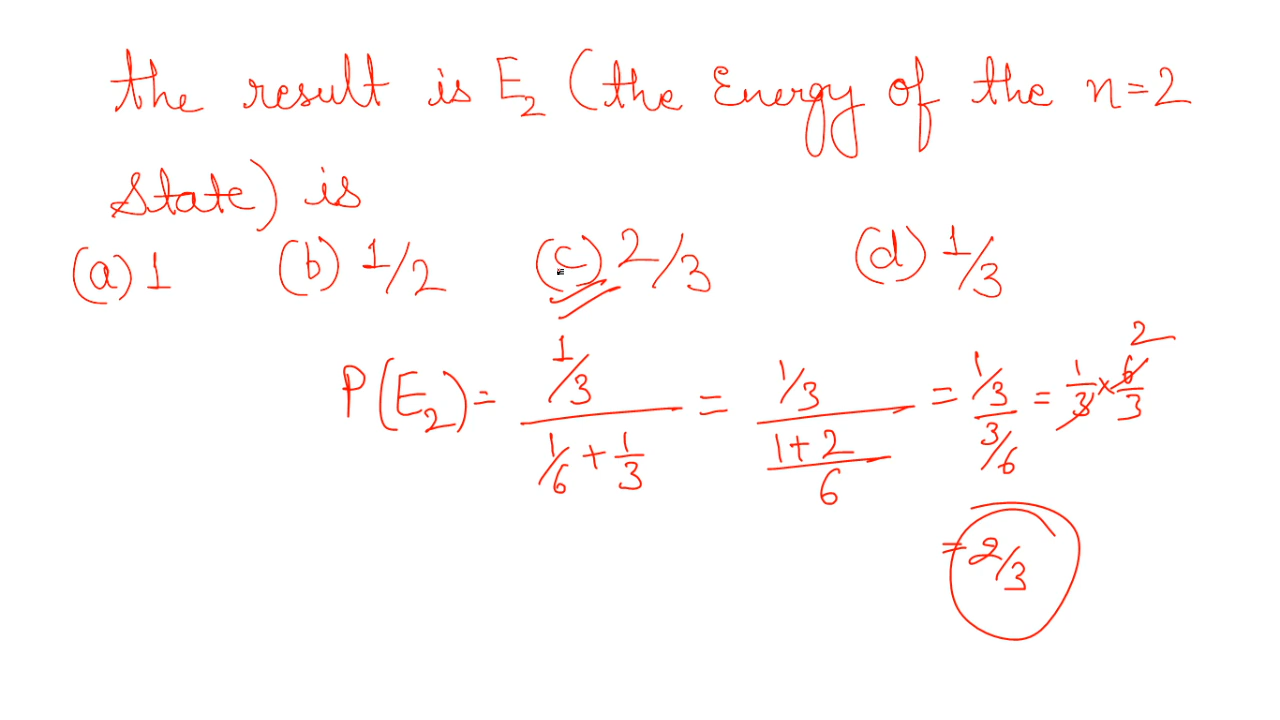 the result is E₂ (the Energy of the n=2
state) is
(a) 1 (b) 1/2 (c) 2/3 (d) 1/3
P(E₂) = (1/3)/(1/6 + 1/3) = (1/3)/((1+2)/6) = (1/3)/(3/6) = 1/3 × 6/3 2
= 2/3